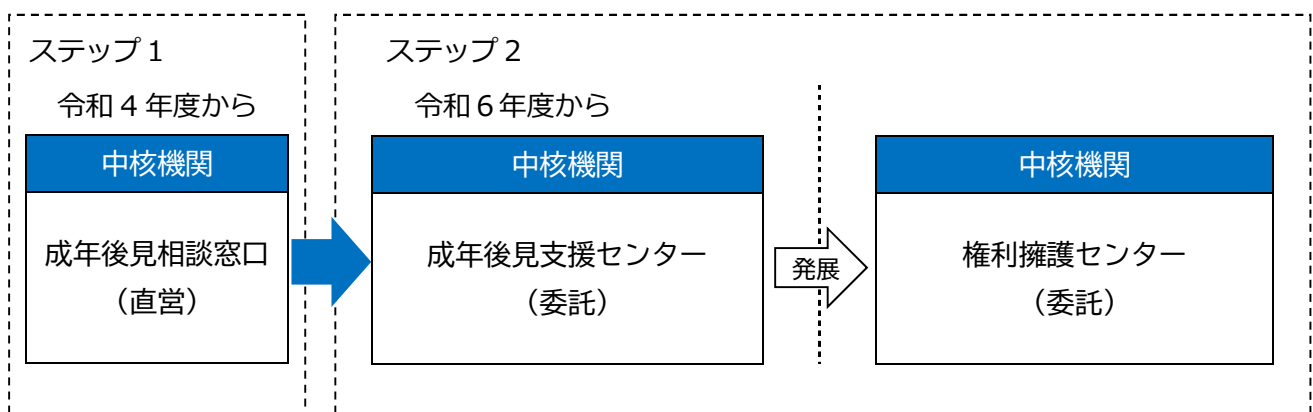 ステップ１
令和４年度から
中核機関
成年後見相談窓口
（直営）
ステップ２
令和６年度から
中核機関
成年後見支援センター
（委託）
発展
中核機関
権利擁護センター
（委託）